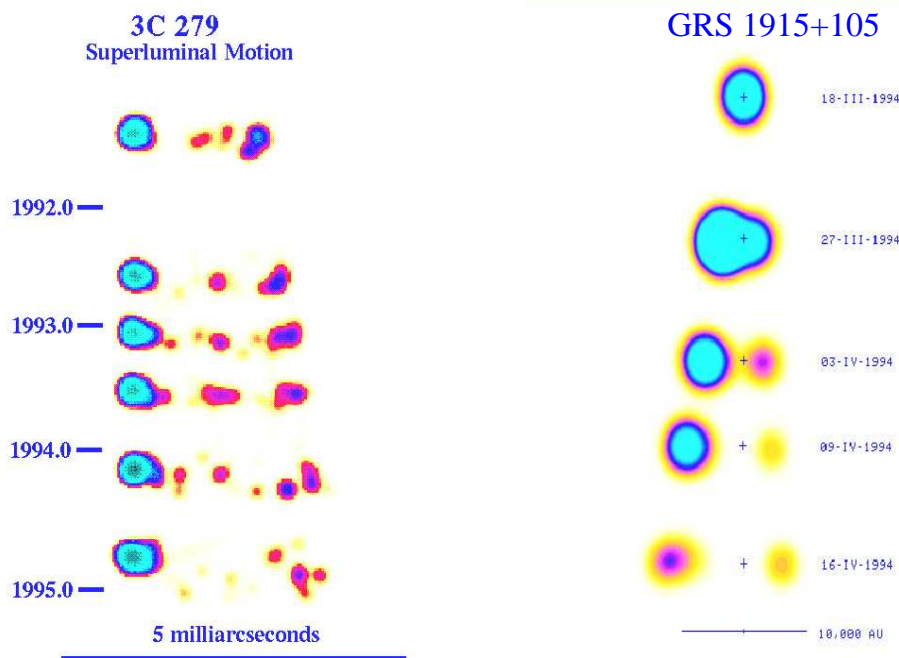 3C 279
Superluminal Motion
1992.0
1993.0
1994.0
1995.0
5 milliarcseconds
GRS 1915+105
18-III-1994
27-III-1994
03-IV-1994
09-IV-1994
16-IV-1994
10,000 AU